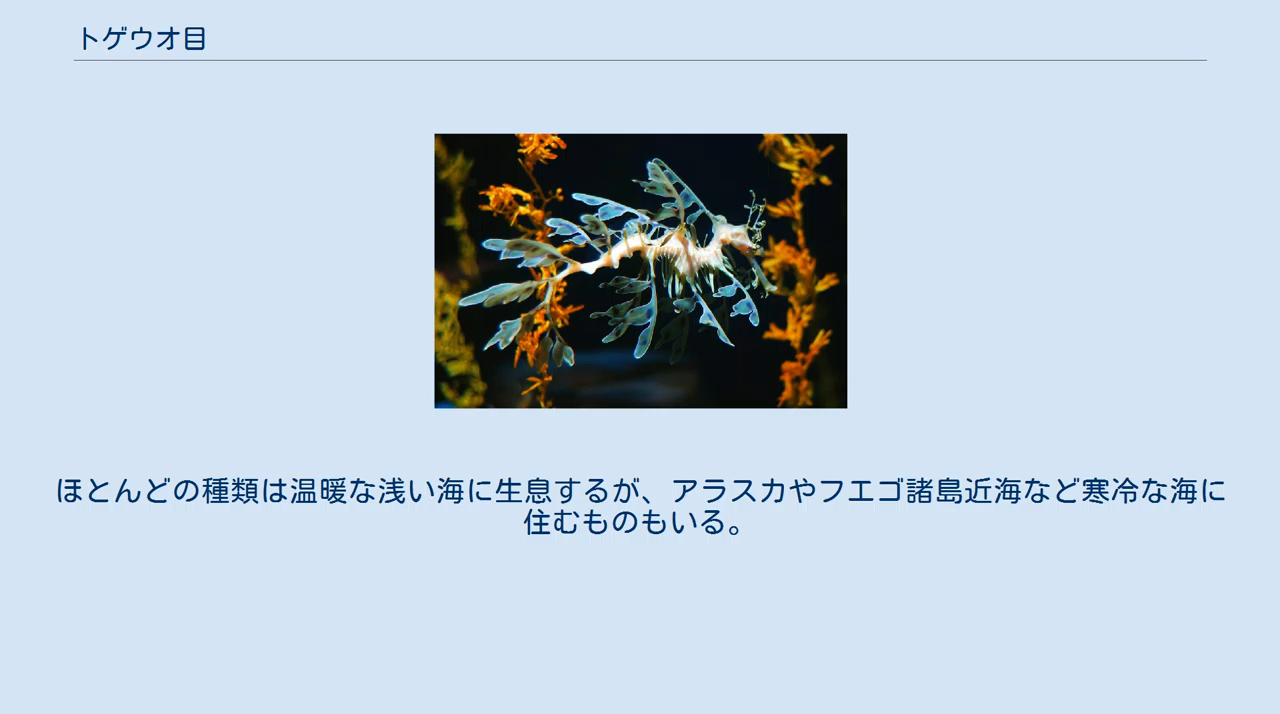 トゲウオ目
ほとんどの種類は温暖な浅い海に生息するが、アラスカやフエゴ諸島近海など寒冷な海に
住むものもいる。